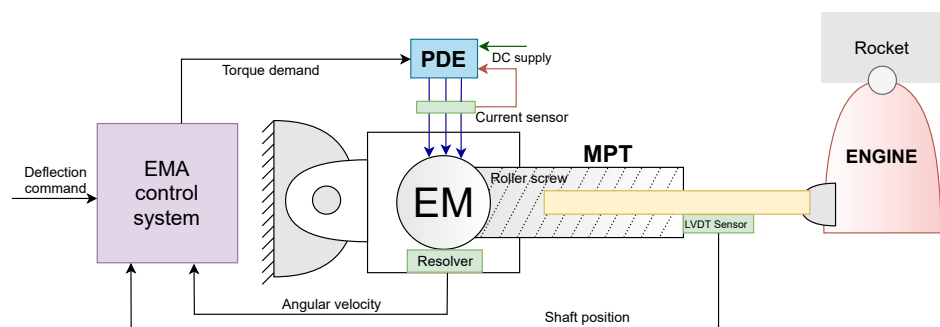 Rocket
PDE
DC supply
Torque demand
Current sensor
EMA
control
system
MPT
ENGINE
Deflection
command
Roller screw
EM
LVDT Sensor
Resolver
Angular velocity
Shaft position